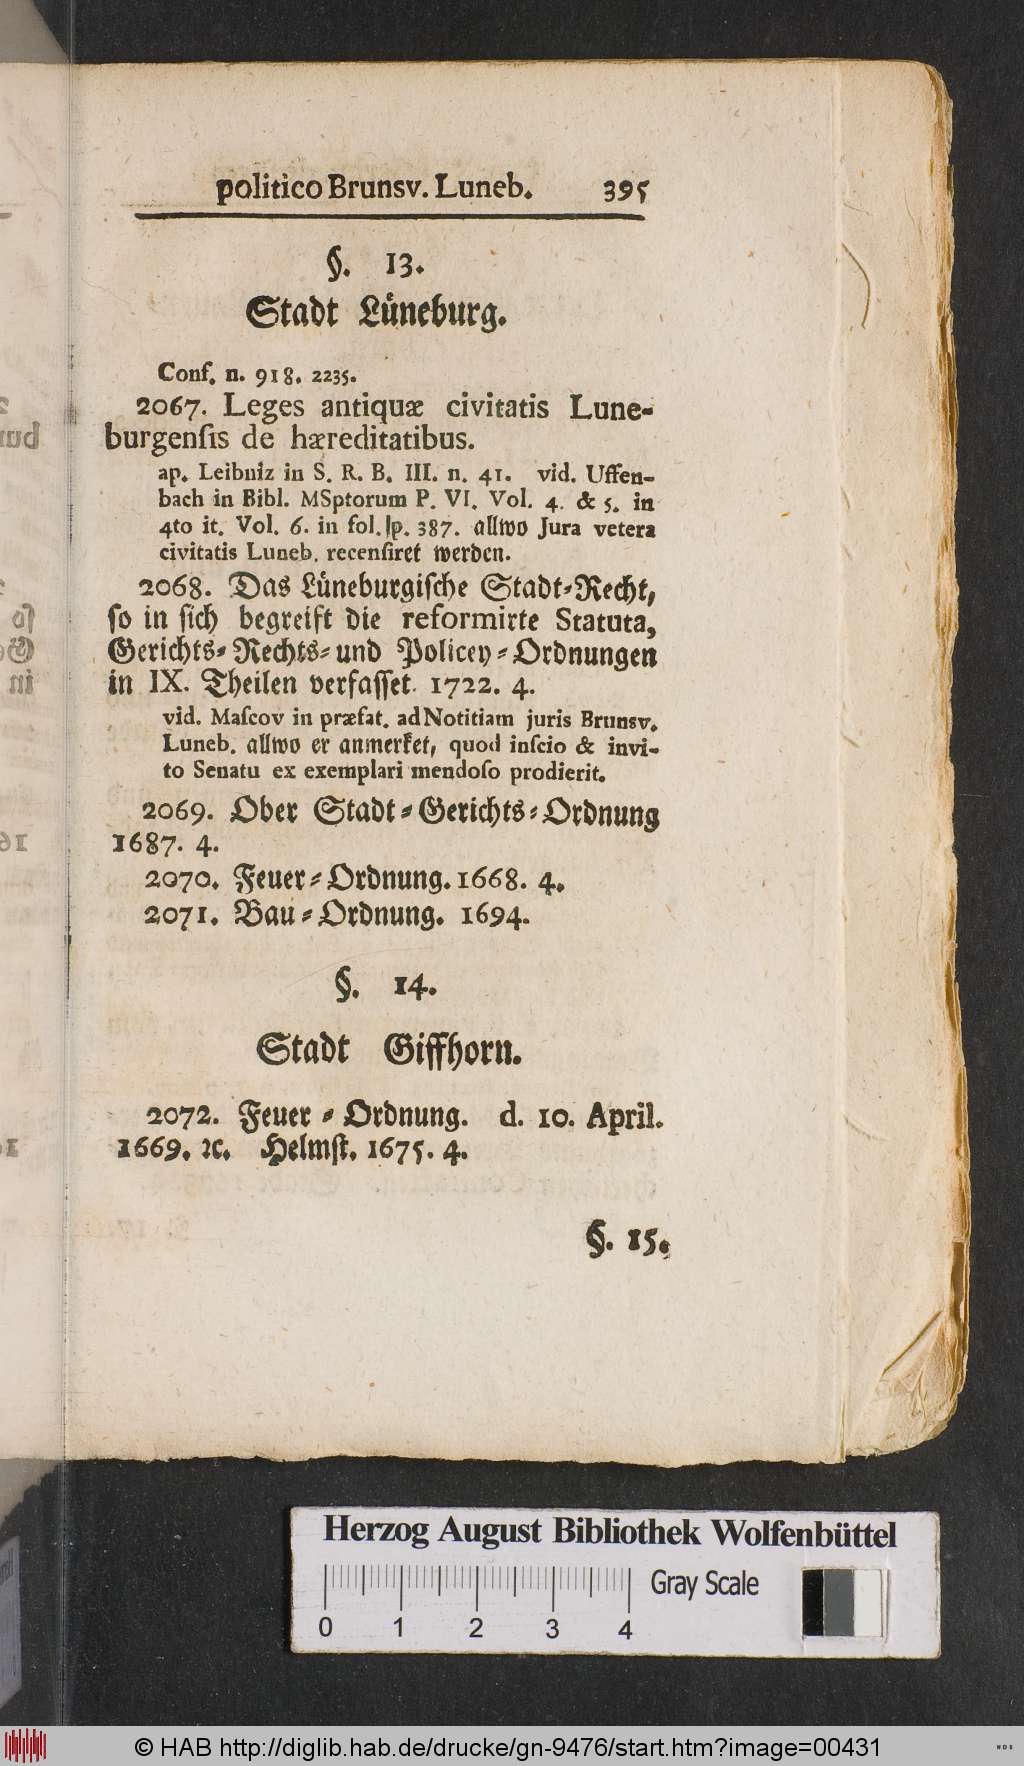 politico Brunsv. Luneb. 395
§. 13.
Stadt Lüneburg.
Conf. n. 918. 2235.
2067. Leges antiquæ civitatis Lune-
burgensis de hæreditatibus.
ap. Leibniz in S. R. B. III. n. 41. vid. Uffen-
bach in Bibl. MSptorum P. VI. Vol. 4. & 5. in
4to it. Vol. 6. in fol. p. 387. allwo Jura vetera
civitatis Luneb. recensiret werden.
2068. Das Lüneburgische Stadt-Recht,
so in sich begreift die reformirte Statuta,
Gerichts-Rechts-und Policey-Ordnungen
in IX. Theilen verfasset. 1722. 4.
vid. Mascov in præfat. ad Notitiam juris Brunsv.
Luneb. allwo er anmerket, quod inscio & invi-
to Senatu ex exemplari mendoso prodierit.
2069. Ober Stadt-Gerichts-Ordnung
1687. 4.
2070. Feuer-Ordnung. 1668. 4.
2071. Bau-Ordnung. 1694.
§. 14.
Stadt Giffhorn.
2072. Feuer-Ordnung. d. 10. April.
1669. ꝛc. Helmst. 1675. 4.
§. 15.
Herzog August Bibliothek Wolfenbüttel
Gray Scale
0 1 2 3 4
© HAB http://diglib.hab.de/drucke/gn-9476/start.htm?image=00431